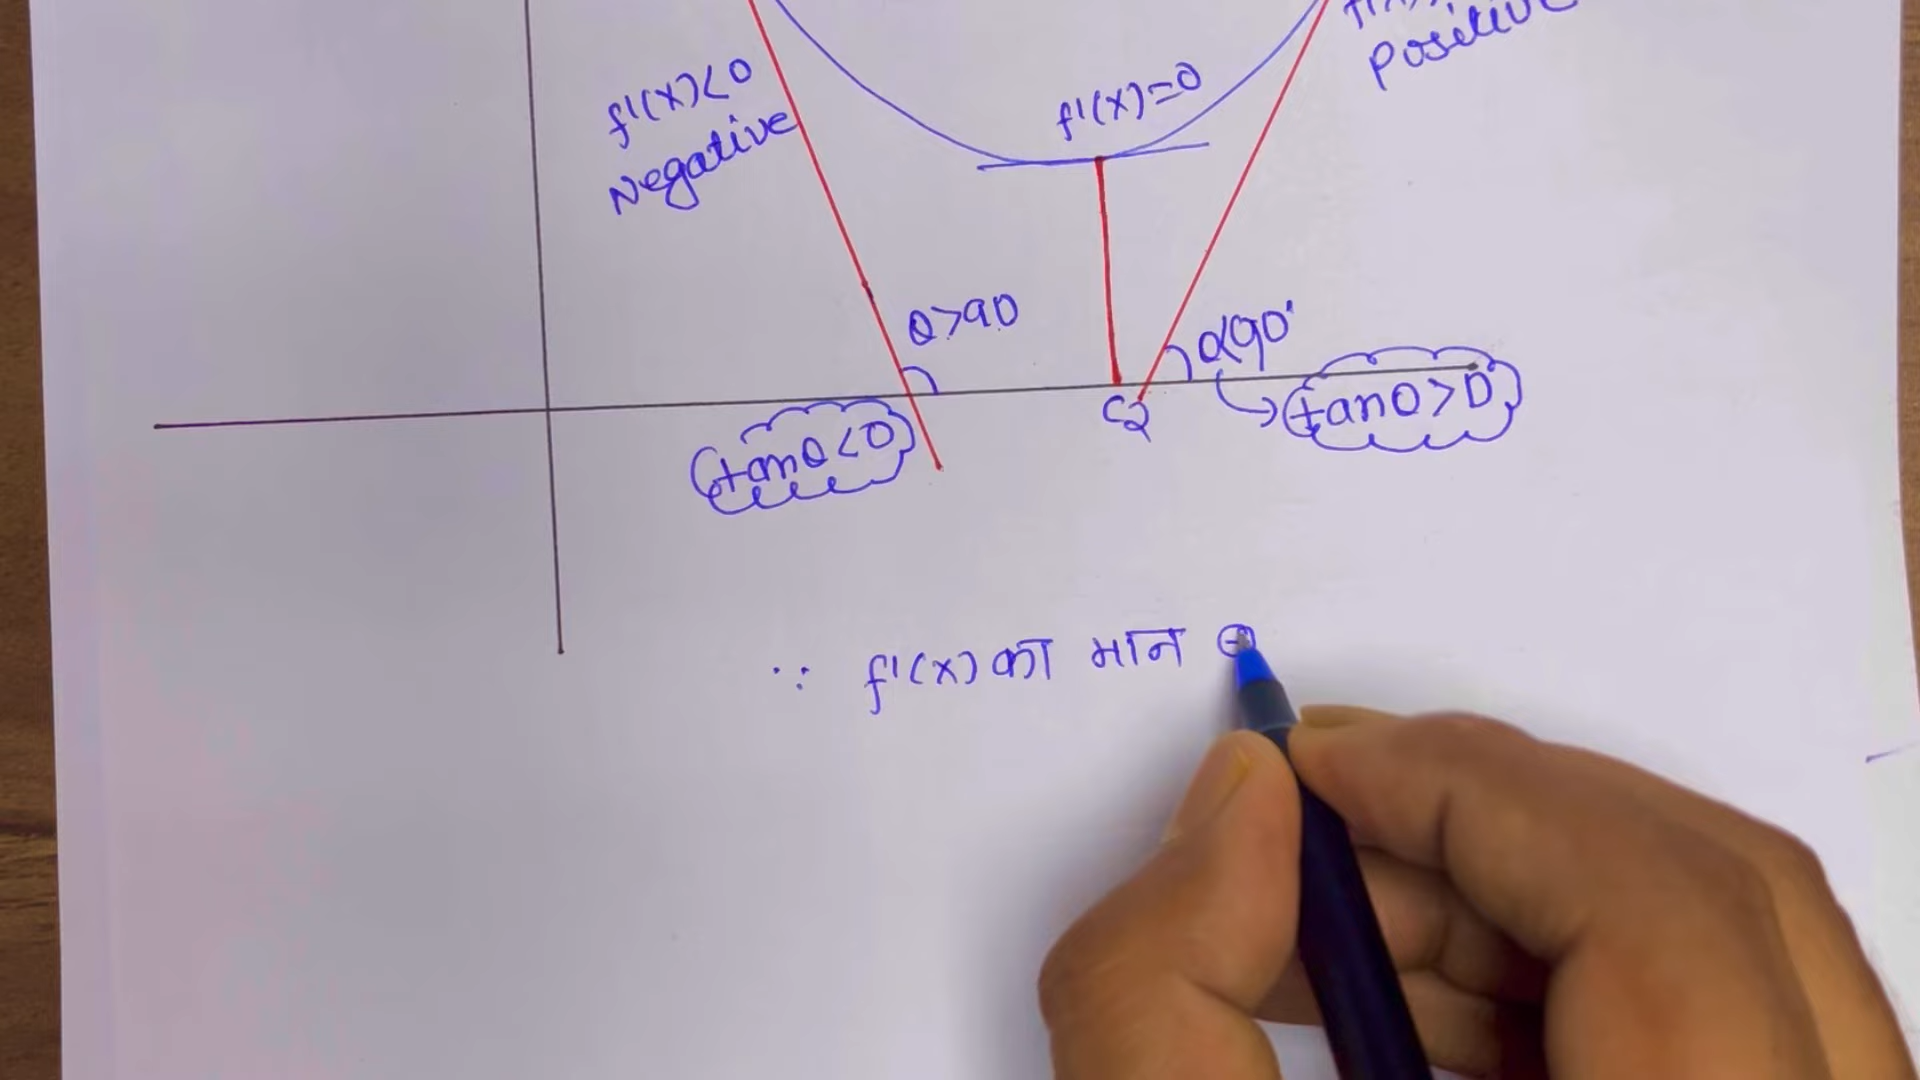 f'(x)<0
Negative
f'(x)=0
Positive
θ>90
α<90°
C2
tanθ<0
tanθ>0
∵ f'(x) का मान ⊖